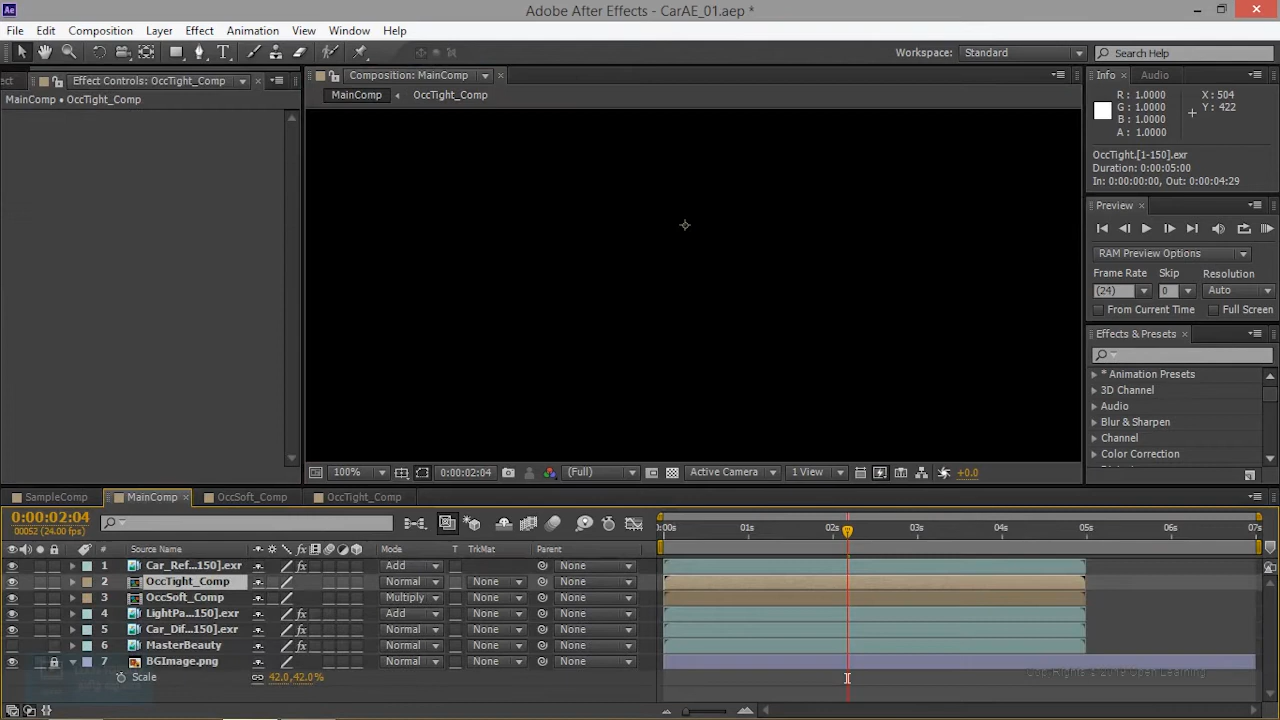 Ae
Adobe After Effects - CarAE_01.aep *
File Edit Composition Layer Effect Animation View Window Help
Workspace: Standard Search Help
ect Effect Controls: OccTight_Comp
Composition: MainComp
Info Audio
MainComp • OccTight_Comp
MainComp OccTight_Comp
R : 1.0000 X : 504
G : 1.0000 Y : 422
B : 1.0000
A : 1.0000
OccTight.[1-150].exr
Duration: 0:00:05:00
In: 0:00:00:00, Out: 0:00:04:29
Preview
RAM Preview Options
Frame Rate Skip Resolution
(24) 0 Auto
From Current Time Full Screen
Effects & Presets
* Animation Presets
3D Channel
Audio
Blur & Sharpen
Channel
Color Correction
100% 0:00:02:04 (Full) Active Camera 1 View +0.0
SampleComp MainComp OccSoft_Comp OccTight_Comp
0:00:02:04
00052 (24.00 fps)
:00s 01s 02s 03s 04s 05s 06s 07s
# Source Name Mode T TrkMat Parent
1 Car_Ref...150].exr Add None
2 OccTight_Comp Normal None None
3 OccSoft_Comp Multiply None None
4 LightPa...150].exr Add None None
5 Car_Dif...150].exr Normal None None
6 MasterBeauty Normal None None
7 BGImage.png Normal None None
Scale 42.0,42.0%